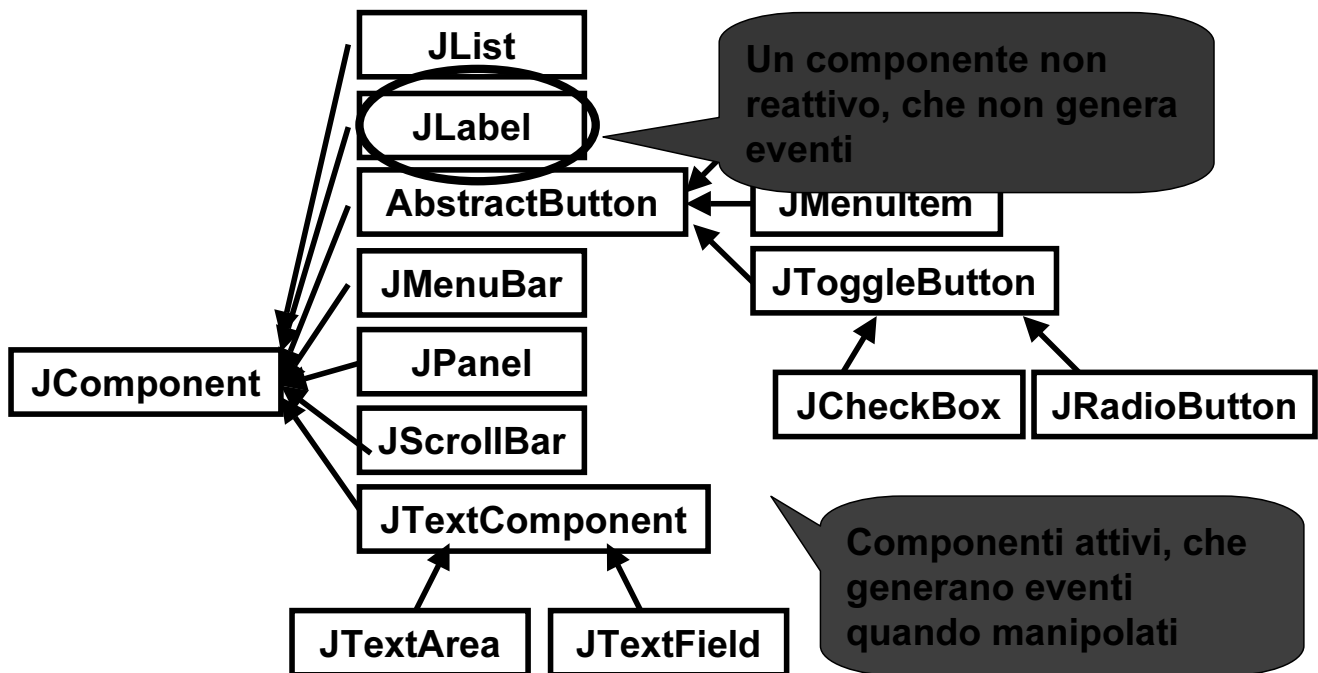 JList
Un componente non
reattivo, che non genera
eventi
JLabel
AbstractButton
JMenuItem
JMenuBar
JToggleButton
JComponent
JPanel
JCheckBox
JRadioButton
JScrollBar
JTextComponent
Componenti attivi, che
generano eventi
quando manipolati
JTextArea
JTextField